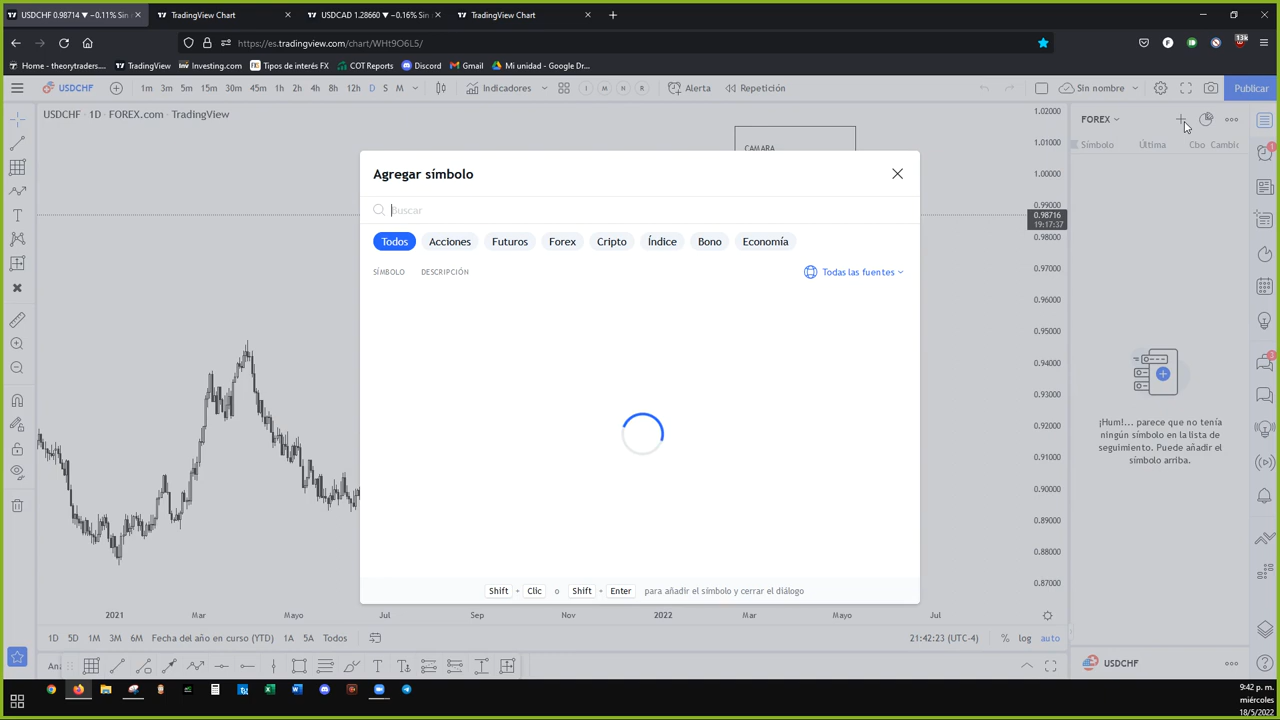 USDCHF 0.98714 ▼ −0.11% Sin
TradingView Chart
USDCAD 1.28660 ▼ −0.16% Sin
TradingView Chart
https://es.tradingview.com/chart/WHt9O6L5/
13k
Home - theorytraders....
TradingView
Investing.com
Tipos de interés FX
COT Reports
Discord
Gmail
Mi unidad - Google Dr...
USDCHF
1m 3m 5m 15m 30m 45m 1h 2h 4h 8h 12h D S M
Indicadores
I M N R
Alerta
Repetición
Sin nombre
Publicar
USDCHF · 1D · FOREX.com · TradingView
CAMARA
1.02000
1.01000
1.00000
0.99000
0.98716
19:17:37
0.98000
0.97000
0.96000
0.95000
0.94000
0.93000
0.92000
0.91000
0.90000
0.89000
0.88000
0.87000
FOREX
Símbolo Última Cbo Cambic
1
Agregar símbolo
Buscar
Todos Acciones Futuros Forex Cripto Índice Bono Economía
SÍMBOLO DESCRIPCIÓN
Todas las fuentes
Shift + Clic o Shift + Enter para añadir el símbolo y cerrar el diálogo
¡Hum!... parece que no tenía
ningún símbolo en la lista de
seguimiento. Puede añadir el
símbolo arriba.
3
2021 Mar Mayo Jul Sep Nov 2022 Mar Mayo Jul
1D 5D 1M 3M 6M Fecha del año en curso (YTD) 1A 5A Todos
21:42:23 (UTC-4)
% log auto
USDCHF
9:42 p. m.
miércoles
18/5/2022